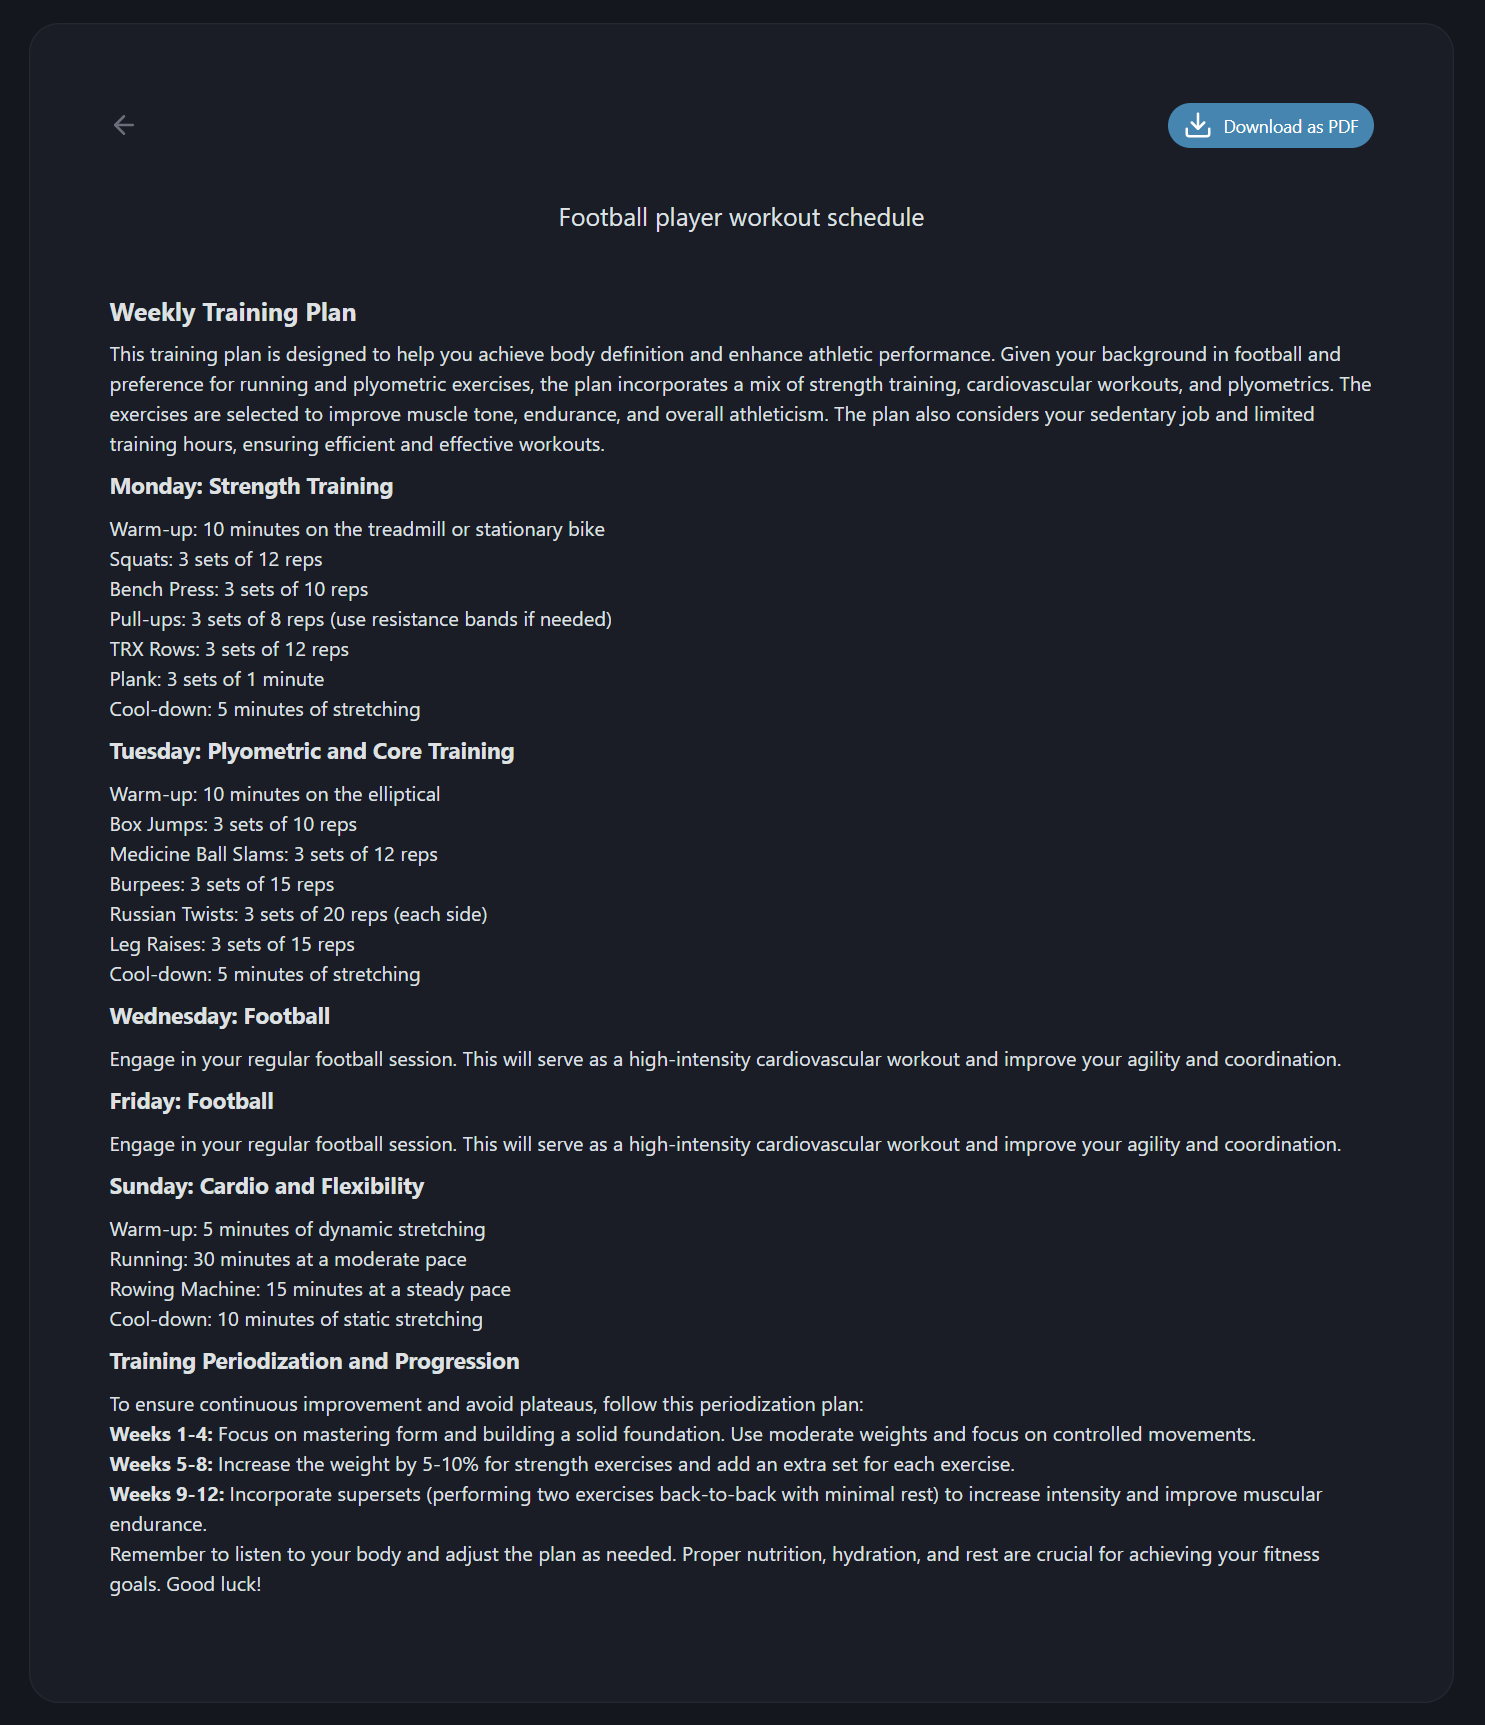 Download as PDF
Football player workout schedule
Weekly Training Plan
This training plan is designed to help you achieve body definition and enhance athletic performance. Given your background in football and
preference for running and plyometric exercises, the plan incorporates a mix of strength training, cardiovascular workouts, and plyometrics. The
exercises are selected to improve muscle tone, endurance, and overall athleticism. The plan also considers your sedentary job and limited
training hours, ensuring efficient and effective workouts.
Monday: Strength Training
Warm-up: 10 minutes on the treadmill or stationary bike
Squats: 3 sets of 12 reps
Bench Press: 3 sets of 10 reps
Pull-ups: 3 sets of 8 reps (use resistance bands if needed)
TRX Rows: 3 sets of 12 reps
Plank: 3 sets of 1 minute
Cool-down: 5 minutes of stretching
Tuesday: Plyometric and Core Training
Warm-up: 10 minutes on the elliptical
Box Jumps: 3 sets of 10 reps
Medicine Ball Slams: 3 sets of 12 reps
Burpees: 3 sets of 15 reps
Russian Twists: 3 sets of 20 reps (each side)
Leg Raises: 3 sets of 15 reps
Cool-down: 5 minutes of stretching
Wednesday: Football
Engage in your regular football session. This will serve as a high-intensity cardiovascular workout and improve your agility and coordination.
Friday: Football
Engage in your regular football session. This will serve as a high-intensity cardiovascular workout and improve your agility and coordination.
Sunday: Cardio and Flexibility
Warm-up: 5 minutes of dynamic stretching
Running: 30 minutes at a moderate pace
Rowing Machine: 15 minutes at a steady pace
Cool-down: 10 minutes of static stretching
Training Periodization and Progression
To ensure continuous improvement and avoid plateaus, follow this periodization plan:
Weeks 1-4: Focus on mastering form and building a solid foundation. Use moderate weights and focus on controlled movements.
Weeks 5-8: Increase the weight by 5-10% for strength exercises and add an extra set for each exercise.
Weeks 9-12: Incorporate supersets (performing two exercises back-to-back with minimal rest) to increase intensity and improve muscular
endurance.
Remember to listen to your body and adjust the plan as needed. Proper nutrition, hydration, and rest are crucial for achieving your fitness
goals. Good luck!